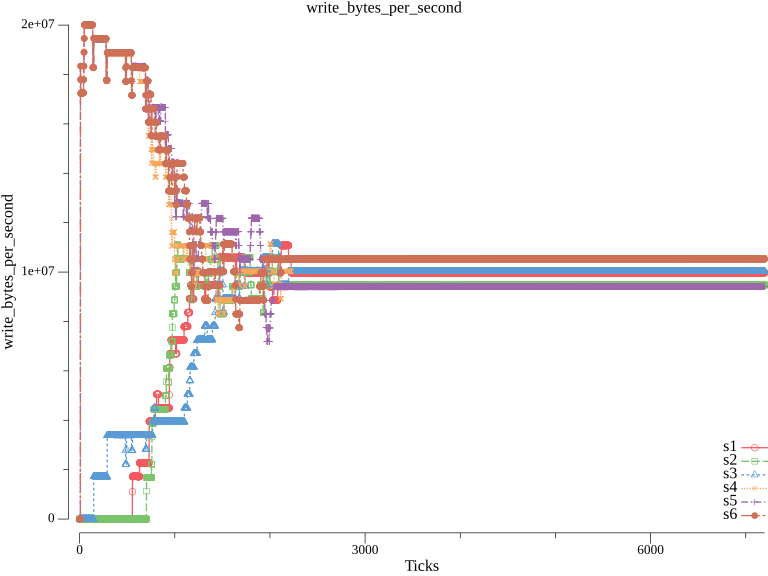 write_bytes_per_second
2e+07
1e+07
0
write_bytes_per_second
0
3000
6000
Ticks
s1
s2
s3
s4
s5
s6